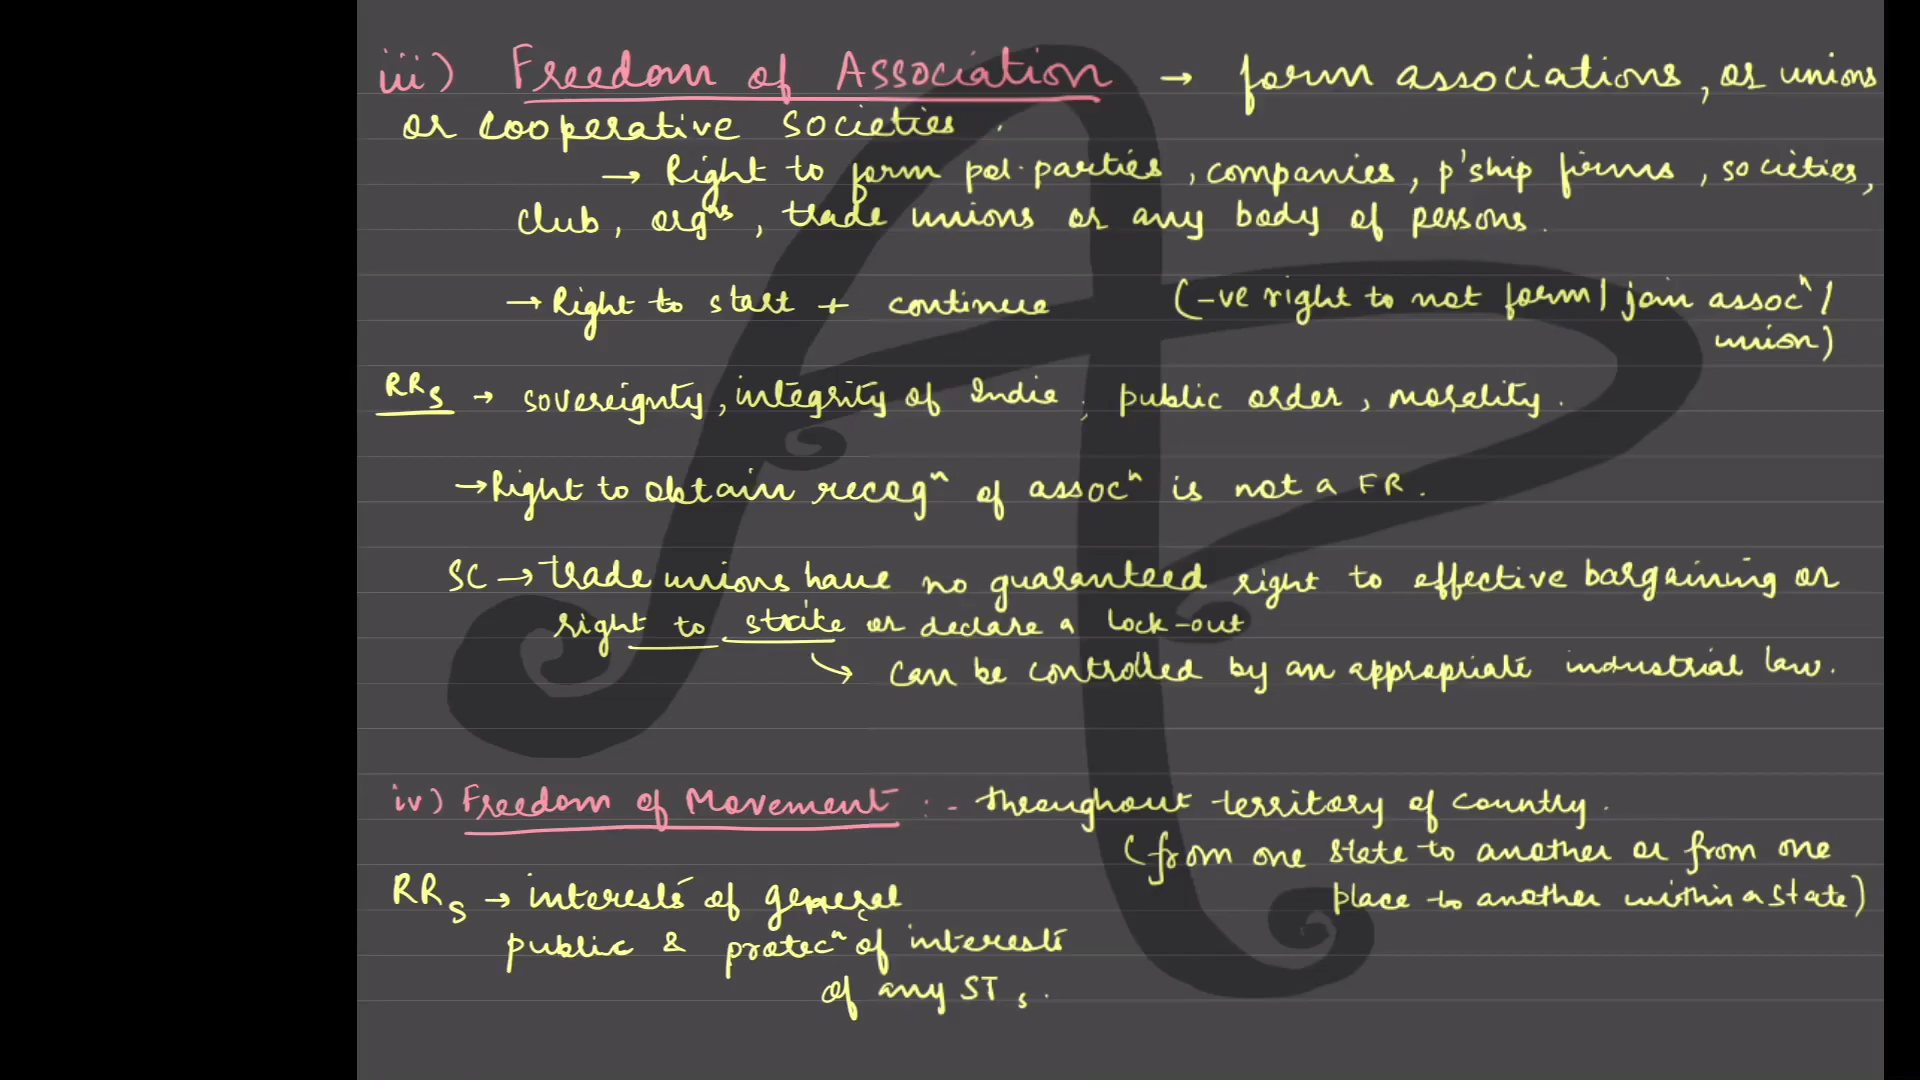 iii) Freedom of Association → form associations, or unions
or cooperative societies.
→ Right to form pol. parties, companies, p'ship firms, societies,
club, orgns, trade unions or any body of persons.
→ Right to start + continue (-ve right to not form / join assocn /
union)
RRs → sovereignty, integrity of India, public order, morality.
→ Right to obtain recogn of assocn is not a FR.
SC → trade unions have no guaranteed right to effective bargaining or
right to strike or declare a lock-out
↳ can be controlled by an appropriate industrial law.
iv) Freedom of Movement :- throughout territory of country.
(from one state to another or from one
place to another within a state)
RRs → interests of general
public & protecn of interests
of any STs.